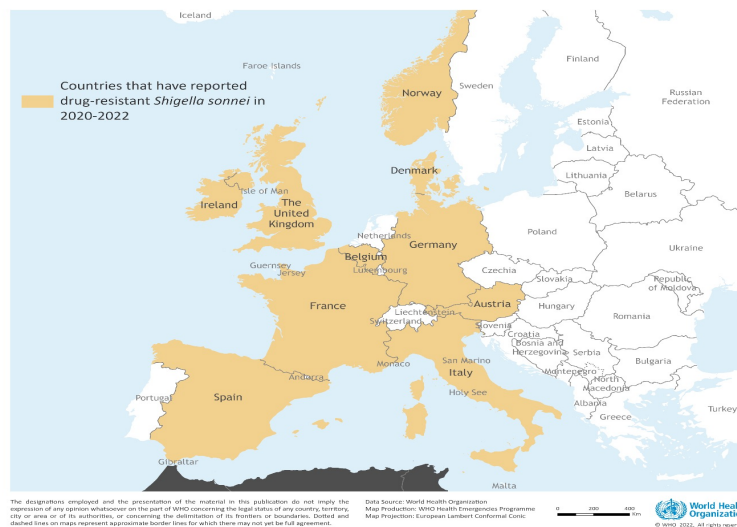 Iceland
Faroe Islands
Finland
Countries that have reported
drug-resistant Shigella sonnei in
2020-2022
Norway
Sweden
Russian
Federation
Estonia
Latvia
Denmark
Lithuania
Isle of Man
Ireland
The
United
Kingdom
Belarus
Netherlands
Poland
Germany
Belgium
Ukraine
Guernsey
Jersey
Luxembourg
Czechia
Slovakia
Republic
of Moldova
France
Liechtenstein
Austria
Hungary
Switzerland
Slovenia
Romania
Croatia
Bosnia and
Herzegovina
Serbia
Monaco
San Marino
Bulgaria
Italy
Montenegro
Andorra
North
Macedonia
Holy See
Portugal
Spain
Albania
Greece
Turkey
Gibraltar
Malta
The designations employed and the presentation of the material in this publication do not imply the
expression of any opinion whatsoever on the part of WHO concerning the legal status of any country, territory,
city or area or of its authorities, or concerning the delimitation of its frontiers or boundaries. Dotted and
dashed lines on maps represent approximate border lines for which there may not yet be full agreement.
Data Source: World Health Organization
Map Production: WHO Health Emergencies Programme
Map Projection: European Lambert Conformal Conic
0 200 400
Km
World Heal
Organizatio
© WHO 2022, All rights reser